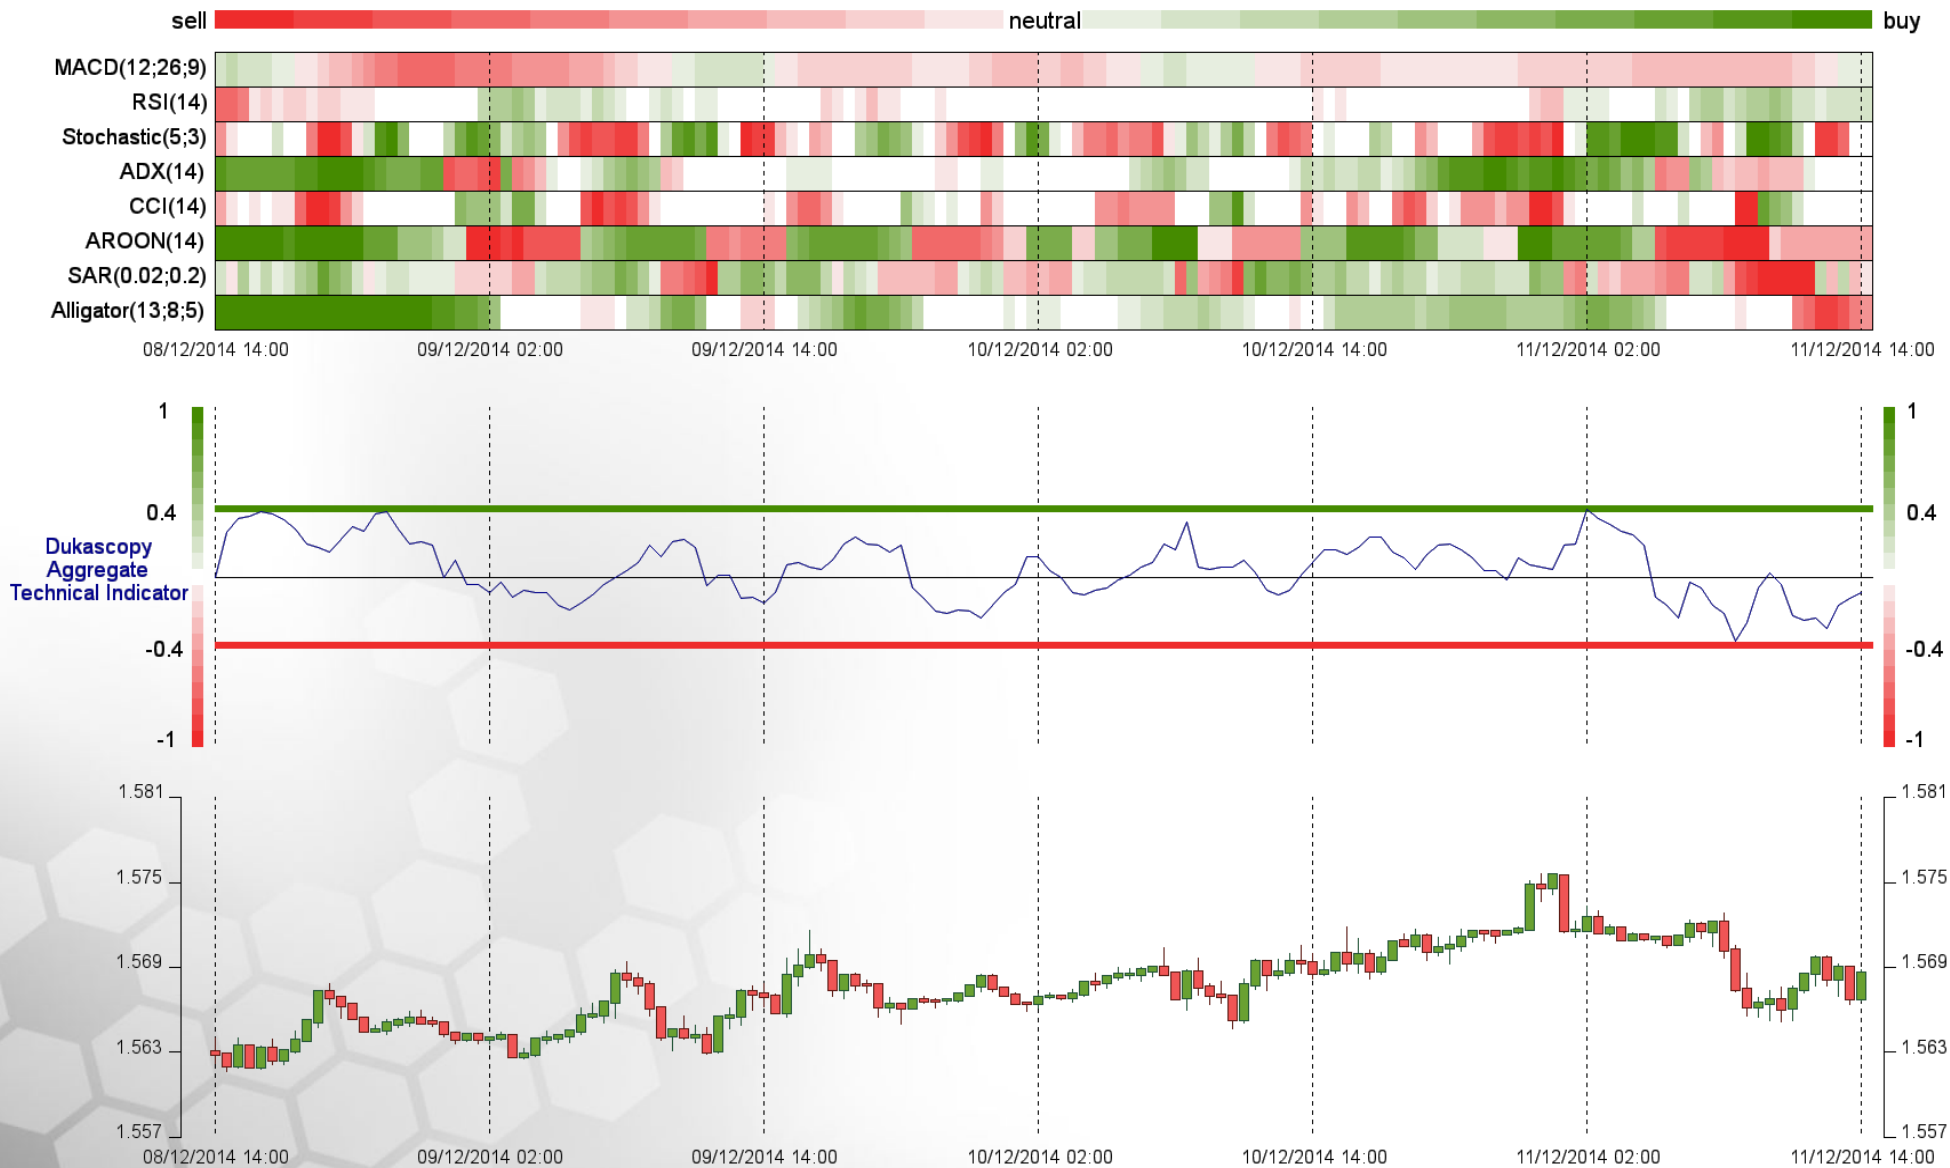 sell neutral buy
MACD(12;26;9)
RSI(14)
Stochastic(5;3)
ADX(14)
CCI(14)
AROON(14)
SAR(0.02;0.2)
Alligator(13;8;5)
08/12/2014 14:00 09/12/2014 02:00 09/12/2014 14:00 10/12/2014 02:00 10/12/2014 14:00 11/12/2014 02:00 11/12/2014 14:00
1 1
0.4 0.4
Dukascopy
Aggregate
Technical Indicator
-0.4 -0.4
-1 -1
1.581 1.581
1.575 1.575
1.569 1.569
1.563 1.563
1.557 1.557
08/12/2014 14:00 09/12/2014 02:00 09/12/2014 14:00 10/12/2014 02:00 10/12/2014 14:00 11/12/2014 02:00 11/12/2014 14:00